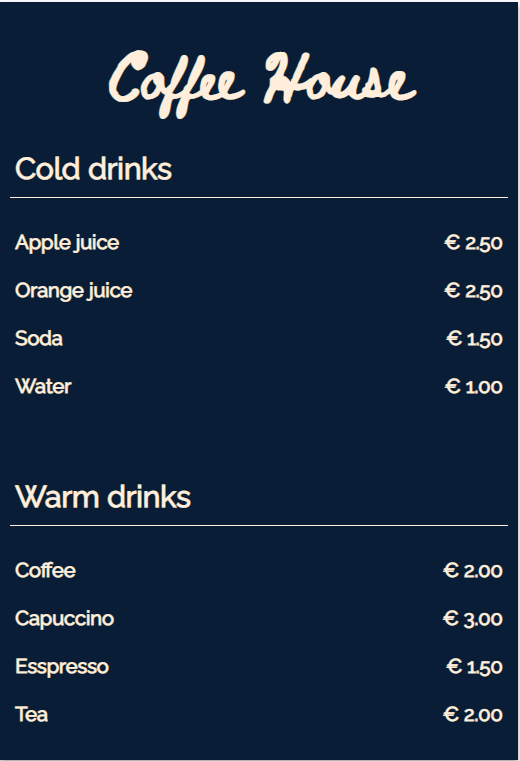 Coffee House
Cold drinks
Apple juice € 2.50
Orange juice € 2.50
Soda € 1.50
Water € 1.00
Warm drinks
Coffee € 2.00
Capuccino € 3.00
Esspresso € 1.50
Tea € 2.00